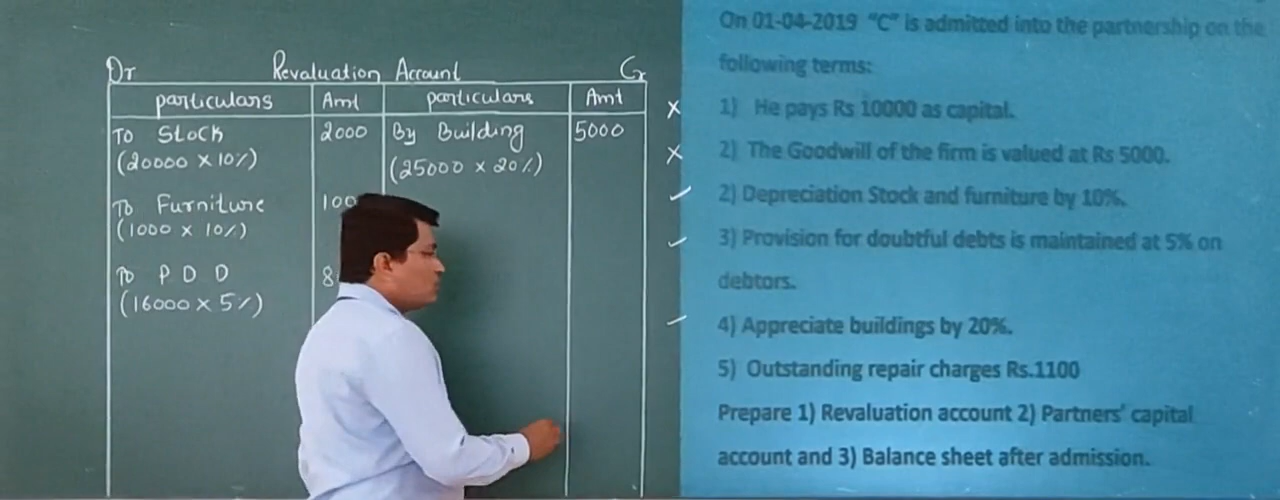 Dr Revaluation Account Cr
particulars Amt particulars Amt
To Stock 2000 By Building 5000
(20000 × 10%) (25000 × 20%)
To Furniture 100
(1000 × 10%)
To P D D 8
(16000 × 5%)
On 01-04-2019 "C" is admitted into the partnership on the
following terms:
1) He pays Rs 10000 as capital.
2) The Goodwill of the firm is valued at Rs 5000.
2) Depreciation Stock and furniture by 10%.
3) Provision for doubtful debts is maintained at 5% on
debtors.
4) Appreciate buildings by 20%.
5) Outstanding repair charges Rs.1100
Prepare 1) Revaluation account 2) Partners' capital
account and 3) Balance sheet after admission.